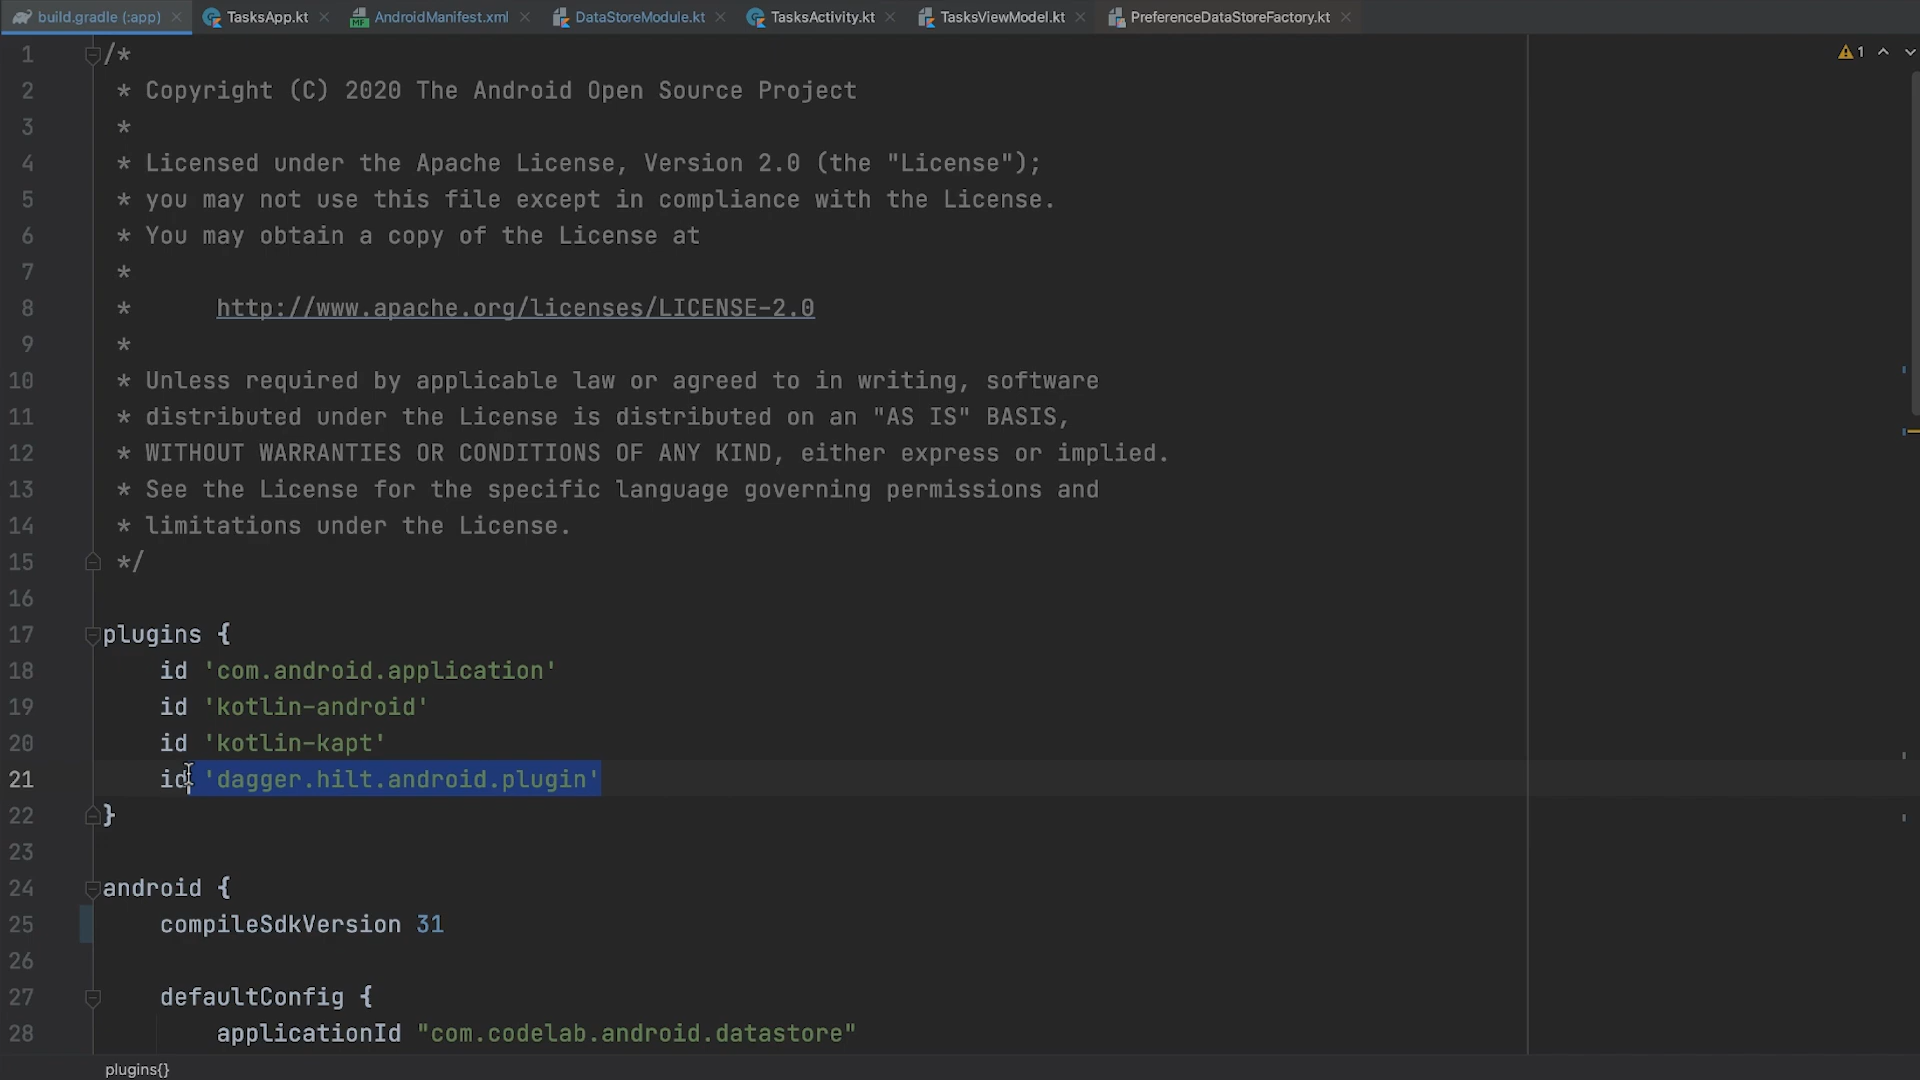 build.gradle (:app)
TasksApp.kt
AndroidManifest.xml
DataStoreModule.kt
TasksActivity.kt
TasksViewModel.kt
PreferenceDataStoreFactory.kt
1
1 /*
2 * Copyright (C) 2020 The Android Open Source Project
3 *
4 * Licensed under the Apache License, Version 2.0 (the "License");
5 * you may not use this file except in compliance with the License.
6 * You may obtain a copy of the License at
7 *
8 * http://www.apache.org/licenses/LICENSE-2.0
9 *
10 * Unless required by applicable law or agreed to in writing, software
11 * distributed under the License is distributed on an "AS IS" BASIS,
12 * WITHOUT WARRANTIES OR CONDITIONS OF ANY KIND, either express or implied.
13 * See the License for the specific language governing permissions and
14 * limitations under the License.
15 */
16
17 plugins {
18 id 'com.android.application'
19 id 'kotlin-android'
20 id 'kotlin-kapt'
21 id 'dagger.hilt.android.plugin'
22 }
23
24 android {
25 compileSdkVersion 31
26
27 defaultConfig {
28 applicationId "com.codelab.android.datastore"
plugins{}